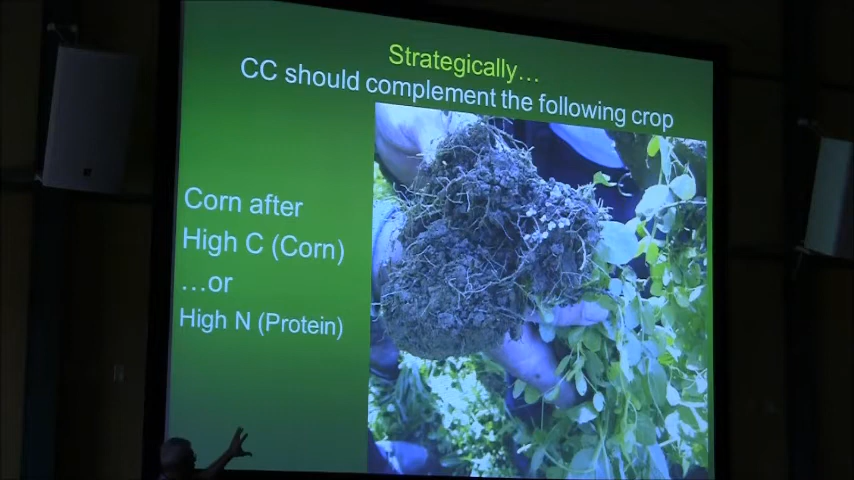 Strategically...
CC should complement the following crop
Corn after
High C (Corn)
...or
High N (Protein)